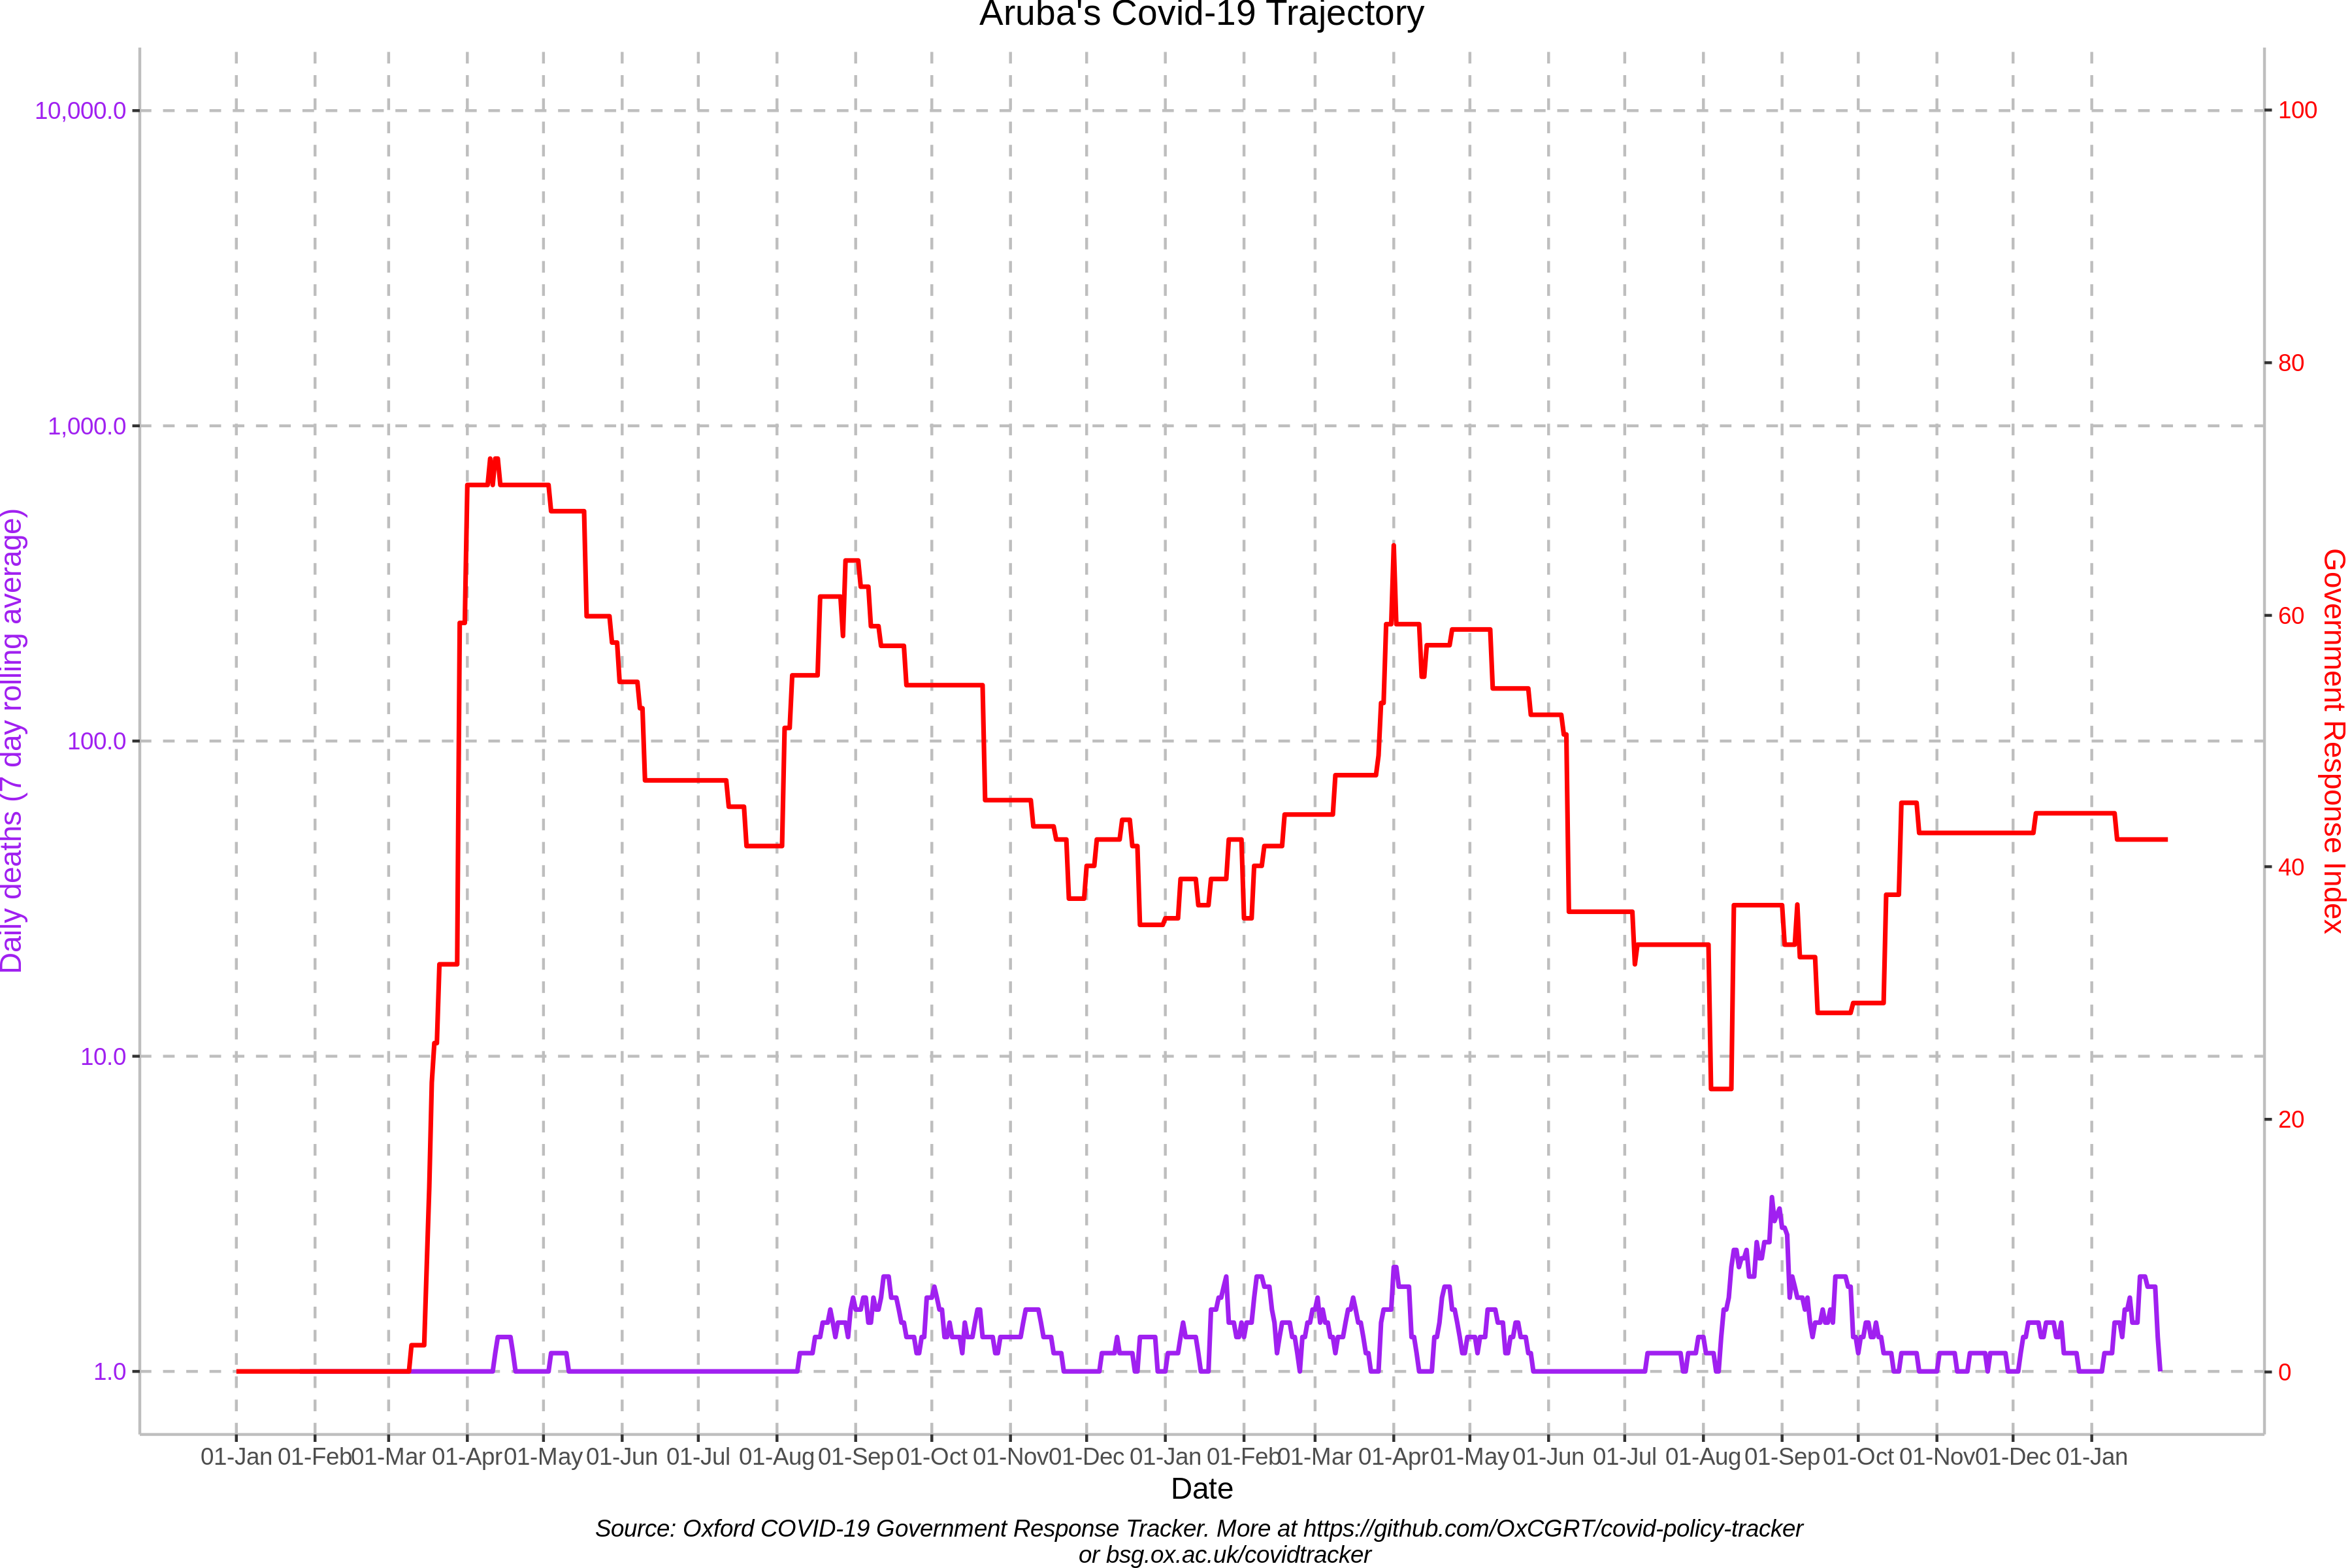 Aruba's Covid-19 Trajectory
10,000.0
1,000.0
100.0
10.0
1.0
Daily deaths (7 day rolling average)
100
80
60
40
20
0
Government Response Index
01-Jan 01-Feb 01-Mar 01-Apr 01-May 01-Jun 01-Jul 01-Aug 01-Sep 01-Oct 01-Nov 01-Dec 01-Jan 01-Feb 01-Mar 01-Apr 01-May 01-Jun 01-Jul 01-Aug 01-Sep 01-Oct 01-Nov 01-Dec 01-Jan
Date
Source: Oxford COVID-19 Government Response Tracker. More at https://github.com/OxCGRT/covid-policy-tracker
or bsg.ox.ac.uk/covidtracker